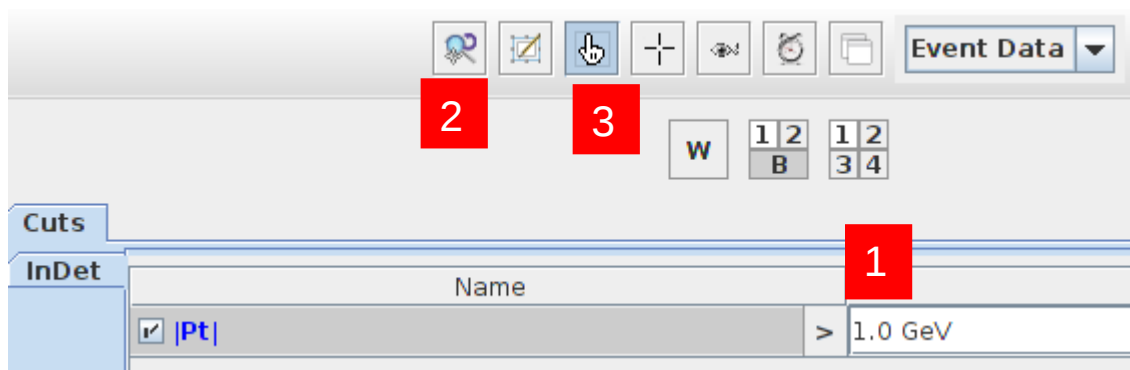 Event Data
2
3
W
1 2
B
1 2
3 4
Cuts
1
InDet
Name
|Pt| > 1.0 GeV